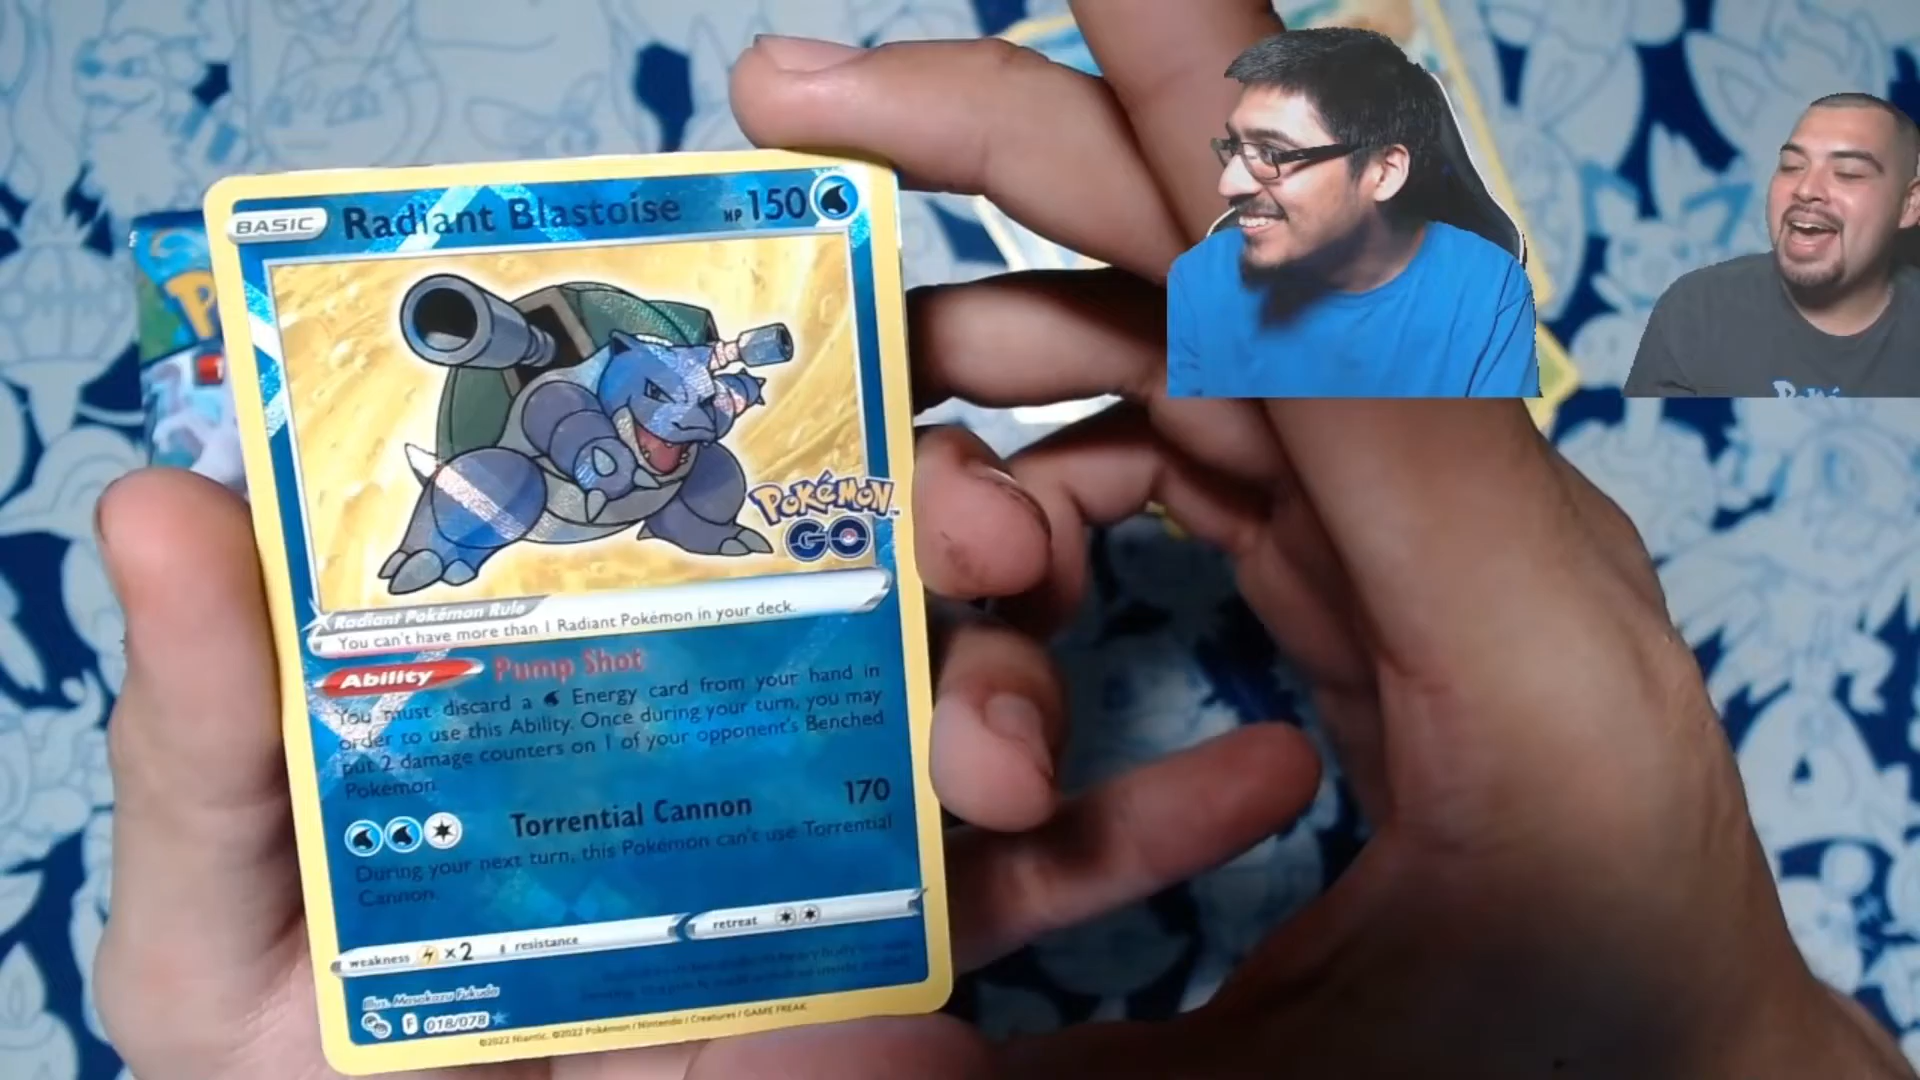 BASIC Radiant Blastoise HP 150
POKÉMON
GO
Radiant Pokémon Rule
You can't have more than 1 Radiant Pokémon in your deck.
Ability Pump Shot
You must discard a Energy card from your hand in
order to use this Ability. Once during your turn, you may
put 2 damage counters on 1 of your opponent's Benched
Pokémon.
Torrential Cannon 170
During your next turn, this Pokémon can't use Torrential
Cannon.
weakness ×2 resistance retreat
Illus. Masakazu Fukuda
F 018/078
©2022 Niantic. ©2022 Pokémon / Nintendo / Creatures / GAME FREAK